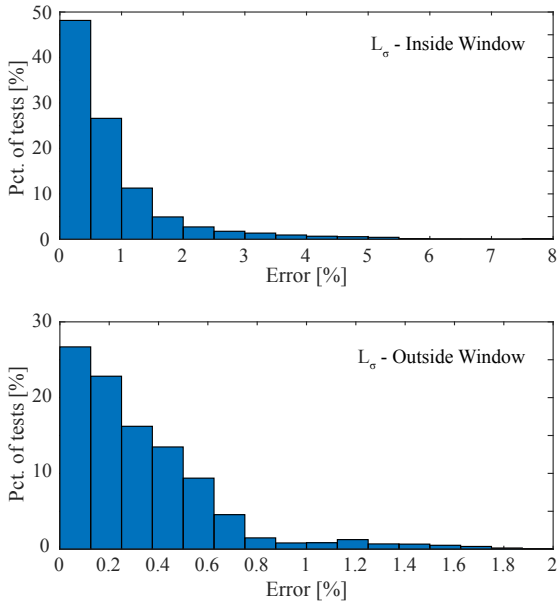 50
40
30
20
10
0
Pct. of tests [%]
L_σ - Inside Window
0 1 2 3 4 5 6 7 8
Error [%]
30
20
10
0
Pct. of tests [%]
L_σ - Outside Window
0 0.2 0.4 0.6 0.8 1 1.2 1.4 1.6 1.8 2
Error [%]